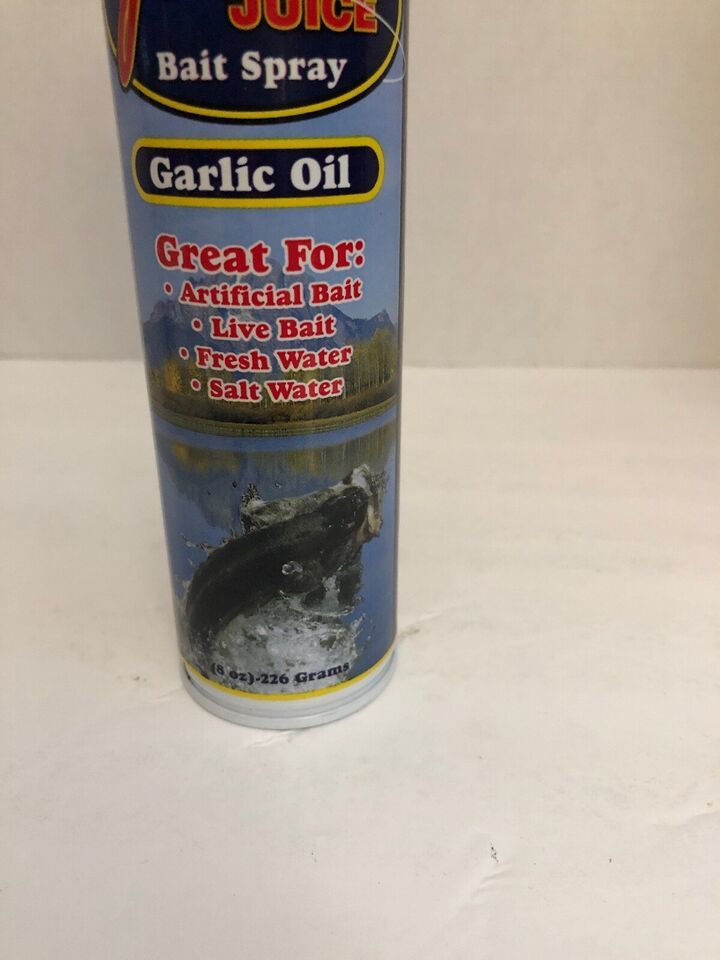 JUICE
Bait Spray
Garlic Oil
Great For:
• Artificial Bait
• Live Bait
• Fresh Water
• Salt Water
(8 oz)-226 Grams